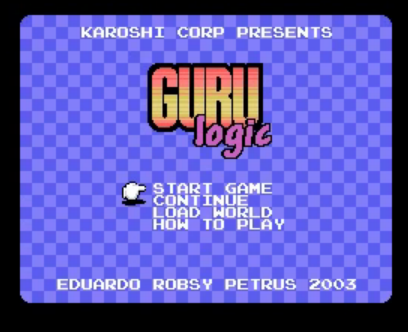 KAROSHI CORP PRESENTS
GURU
logic
START GAME
CONTINUE
LOAD WORLD
HOW TO PLAY
EDUARDO ROBSY PETRUS 2003